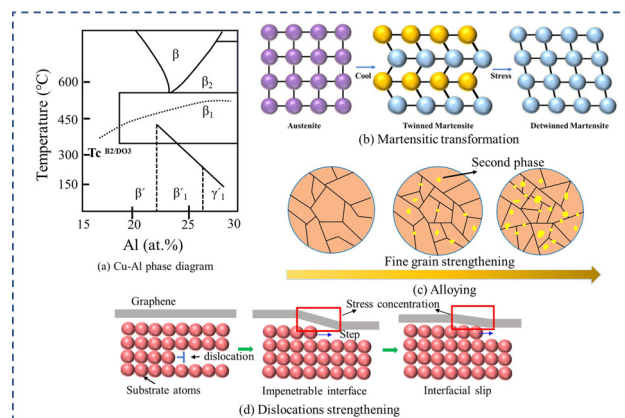 Temperature (℃)
600
450
300
150
β
β2
β1
Tc B2/DO3
β´
β´1
γ´1
15
20
25
30
Al (at.%)
(a) Cu-Al phase diagram
Cool
Stress
Austenite
Twinned Martensite
Detwinned Martensite
(b) Martensitic transformation
Second phase
Fine grain strengthening
(c) Alloying
Graphene
Stress concentration
Step
dislocation
Substrate atoms
Impenetrable interface
Interfacial slip
(d) Dislocations strengthening